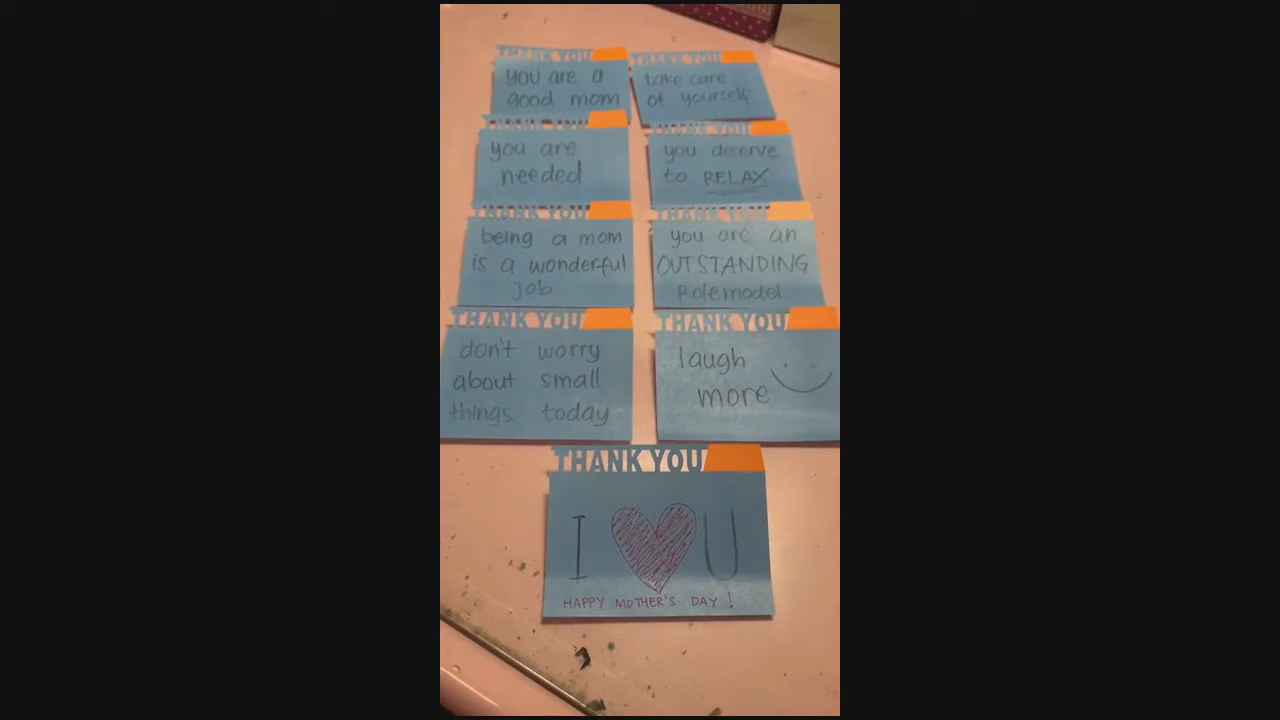 THANK YOU
you are a
good mom
THANK YOU
take care
of yourself
THANK YOU
you are
needed
THANK YOU
you deserve
to RELAX
THANK YOU
being a mom
is a wonderful
job
THANK YOU
you are an
OUTSTANDING
Rolemodel
THANK YOU
don't worry
about small
things today
THANK YOU
laugh
more
THANK YOU
I U
HAPPY MOTHER'S DAY!